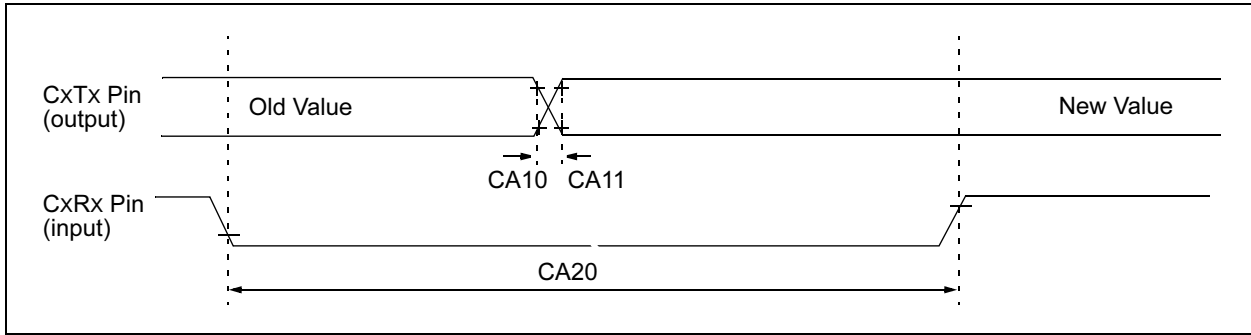 CxTx Pin
(output)
Old Value
New Value
CA10 CA11
CxRx Pin
(input)
CA20